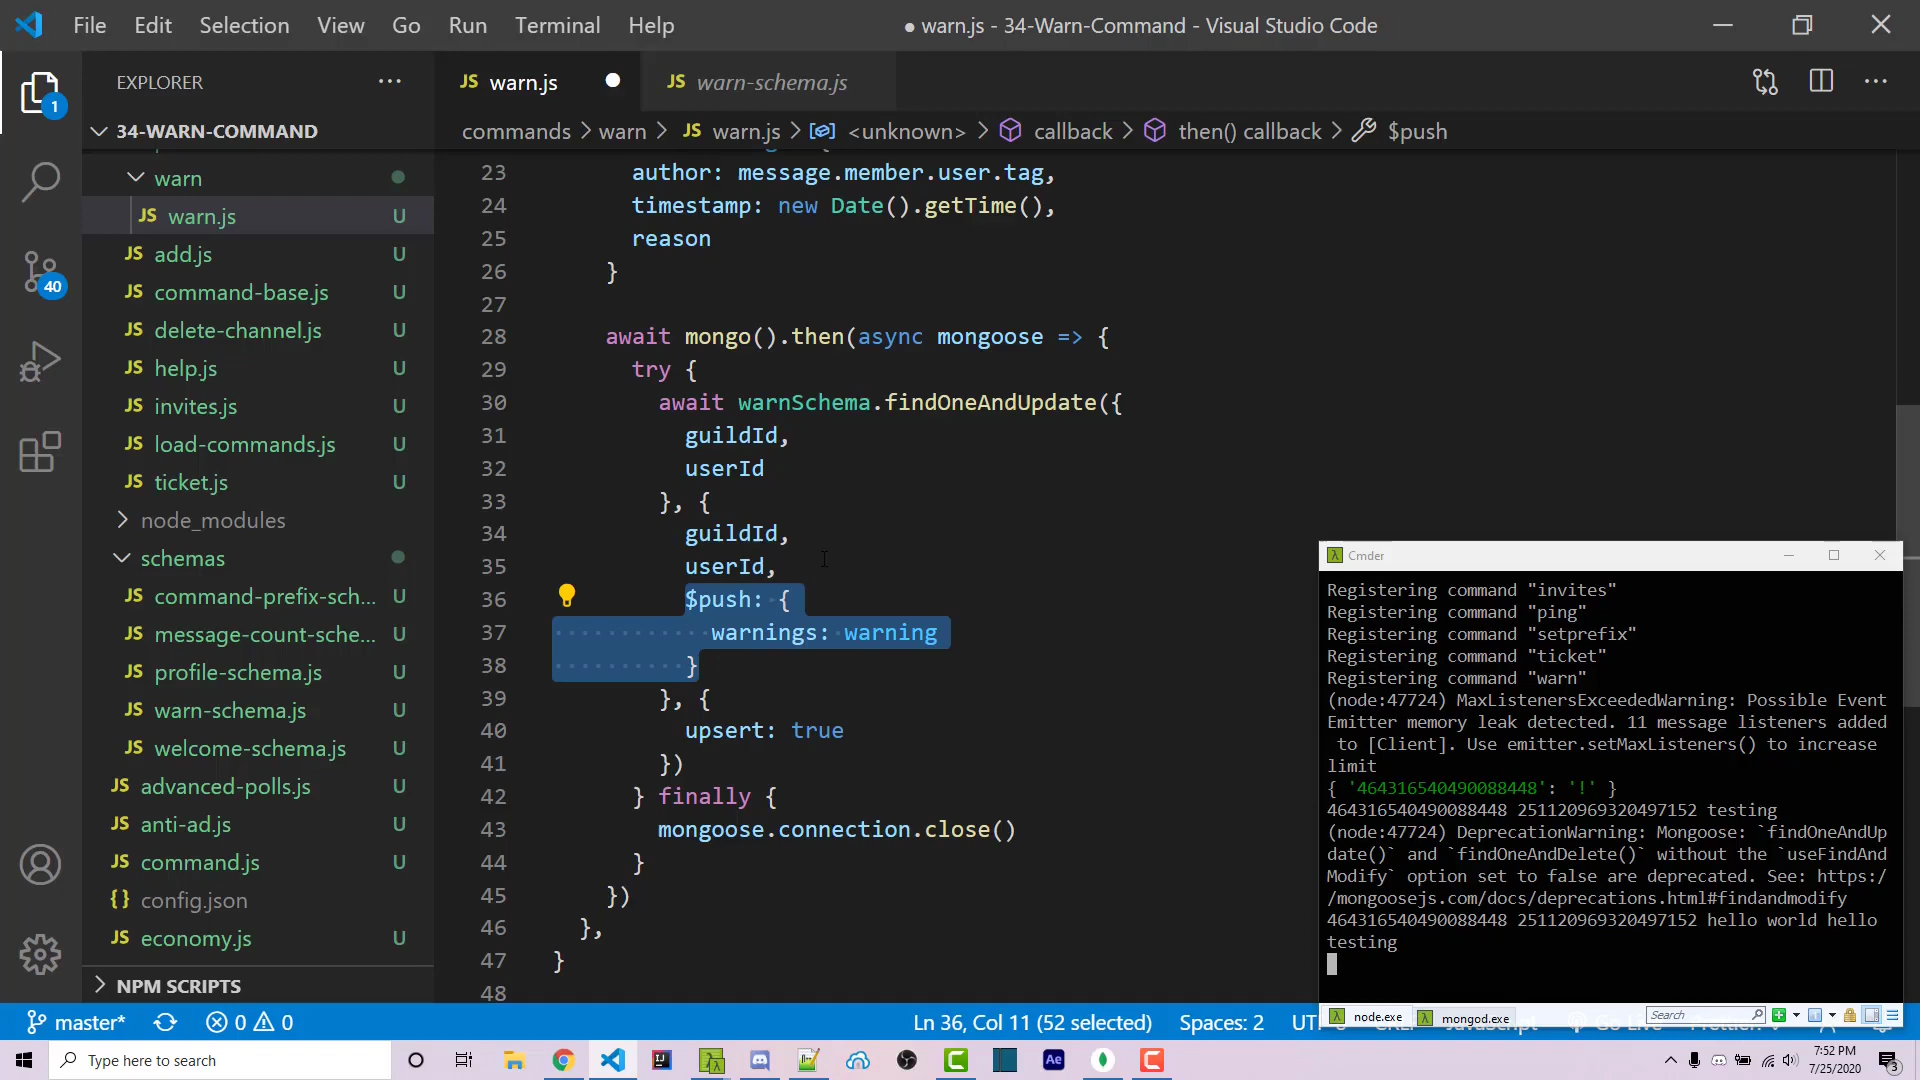 File Edit Selection View Go Run Terminal Help
● warn.js - 34-Warn-Command - Visual Studio Code
EXPLORER
JS warn.js
JS warn-schema.js
34-WARN-COMMAND
commands > warn > JS warn.js > <unknown> > callback > then() callback > $push
warn
JS warn.js U
JS add.js U
JS command-base.js U
JS delete-channel.js U
JS help.js U
JS invites.js U
JS load-commands.js U
JS ticket.js U
node_modules
schemas
JS command-prefix-sch... U
JS message-count-sche... U
JS profile-schema.js U
JS warn-schema.js U
JS welcome-schema.js U
JS advanced-polls.js U
JS anti-ad.js U
JS command.js U
{} config.json
JS economy.js U
NPM SCRIPTS
1
40
23 author: message.member.user.tag,
24 timestamp: new Date().getTime(),
25 reason
26 }
27
28 await mongo().then(async mongoose => {
29 try {
30 await warnSchema.findOneAndUpdate({
31 guildId,
32 userId
33 }, {
34 guildId,
35 userId,
36 $push: {
37 warnings: warning
38 }
39 }, {
40 upsert: true
41 })
42 } finally {
43 mongoose.connection.close()
44 }
45 })
46 },
47 }
48
Cmder
Registering command "invites"
Registering command "ping"
Registering command "setprefix"
Registering command "ticket"
Registering command "warn"
(node:47724) MaxListenersExceededWarning: Possible Event
Emitter memory leak detected. 11 message listeners added
to [Client]. Use emitter.setMaxListeners() to increase
limit
{ '464316540490088448': '!' }
464316540490088448 251120969320497152 testing
(node:47724) DeprecationWarning: Mongoose: `findOneAndUp
date()` and `findOneAndDelete()` without the `useFindAnd
Modify` option set to false are deprecated. See: https:/
/mongoosejs.com/docs/deprecations.html#findandmodify
464316540490088448 251120969320497152 hello world hello
testing
node.exe mongod.exe Search
master* 0 0 Ln 36, Col 11 (52 selected) Spaces: 2
Type here to search
7:52 PM
7/25/2020
3